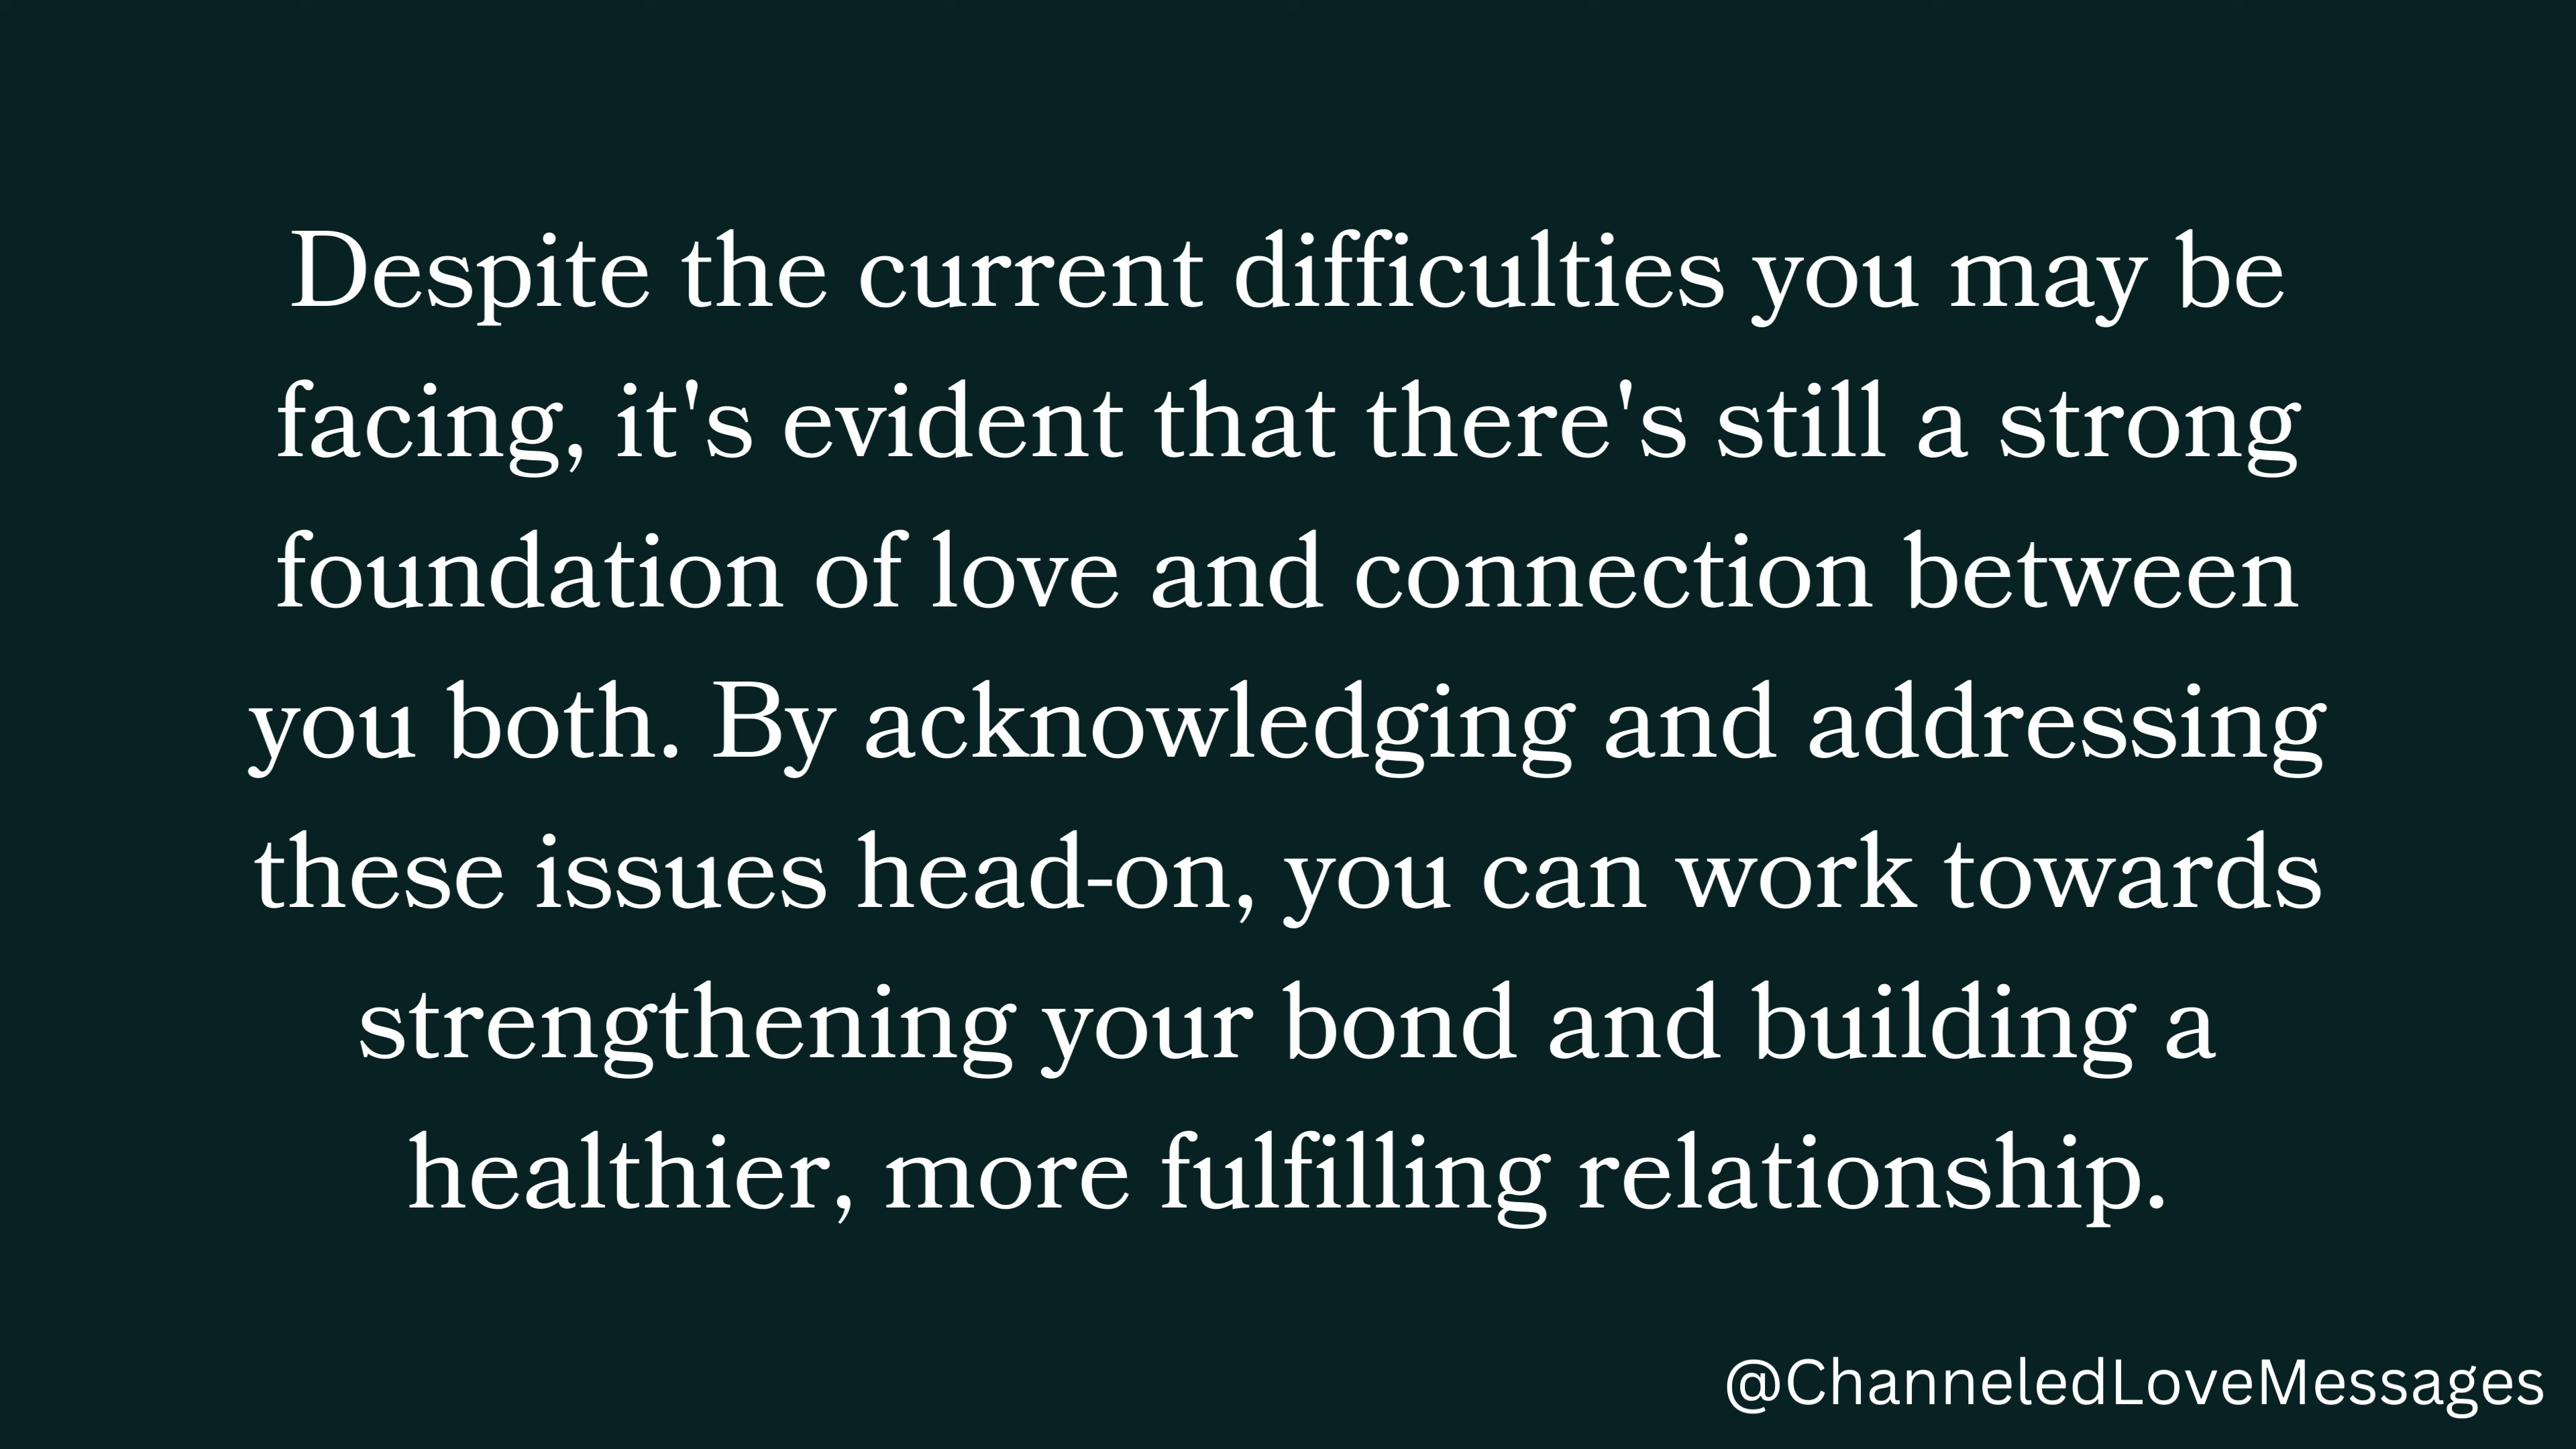 Despite the current difficulties you may be
facing, it's evident that there's still a strong
foundation of love and connection between
you both. By acknowledging and addressing
these issues head-on, you can work towards
strengthening your bond and building a
healthier, more fulfilling relationship.
@ChanneledLoveMessages